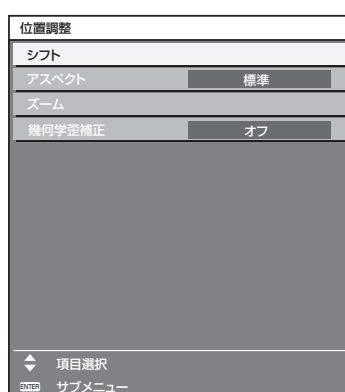 位置調整
シフト
アスペクト 標準
ズーム
幾何学歪補正 オフ
項目選択
ENTER サブメニュー